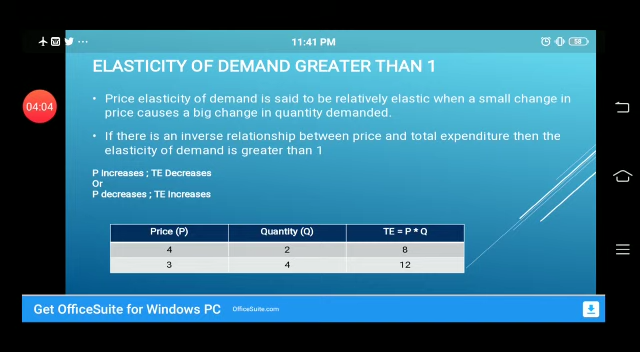 11:41 PM
58
04:04
ELASTICITY OF DEMAND GREATER THAN 1
• Price elasticity of demand is said to be relatively elastic when a small change in
price causes a big change in quantity demanded.
• If there is an inverse relationship between price and total expenditure then the
elasticity of demand is greater than 1
P increases ; TE Decreases
Or
P decreases ; TE Increases
Price (P) Quantity (Q) TE = P * Q
4 2 8
3 4 12
Get OfficeSuite for Windows PC OfficeSuite.com